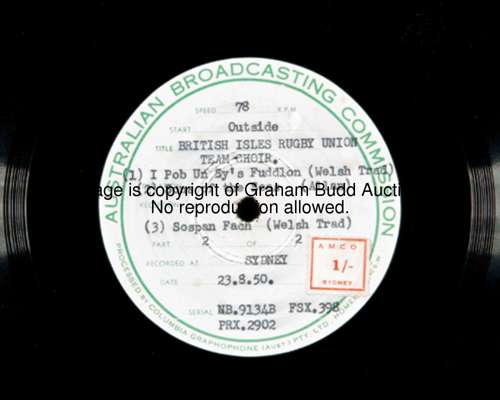 AUSTRALIAN BROADCASTING COMMISSION
SPEED 78 R.P.M
START Outside
TITLE BRITISH ISLES RUGBY UNION
TEAM CHOIR.
(1) I Pob Un Sy'n Fuddlon (Welsh Trad)
age is copyright of Graham Budd Aucti
No reproduction allowed.
(3) Sospan Fach (Welsh Trad)
PART 2 OF 2
RECORDED AT SYDNEY
DATE 23.8.50.
AMCO
1/-
SYDNEY
SERIAL NB.9134B FSX.398
PRX.2902
PROCESSED BY COLUMBIA GRAPHOPHONE (AUST.) PTY. LTD.